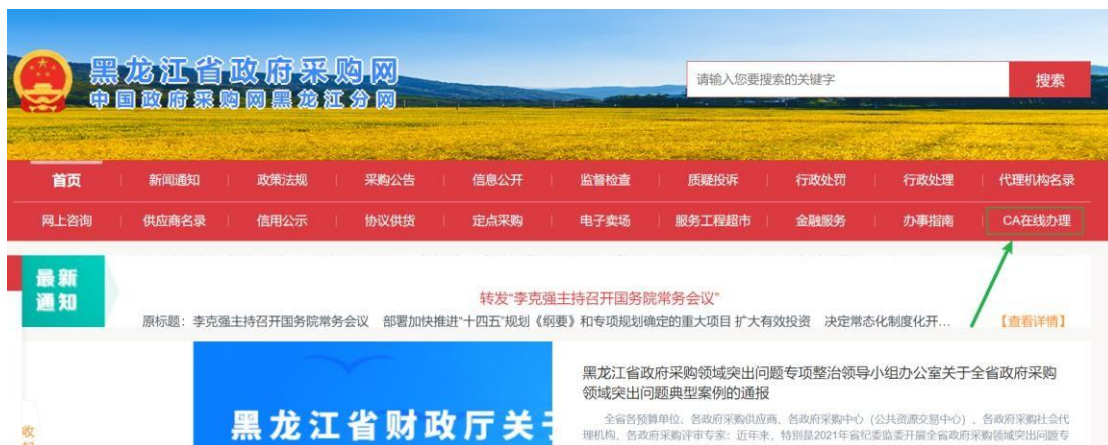 黑龙江省政府采购网
中国政府采购网黑龙江分网
请输入您要搜索的关键字 搜索
首页 新闻通知 政策法规 采购公告 信息公开 监督检查 质疑投诉 行政处罚 行政处理 代理机构名录
网上咨询 供应商名录 信用公示 协议供货 定点采购 电子卖场 服务工程超市 金融服务 办事指南 CA在线办理
最新
通知
转发“李克强主持召开国务院常务会议”
原标题：李克强主持召开国务院常务会议 部署加快推进“十四五”规划《纲要》和专项规划确定的重大项目 扩大有效投资 决定常态化制度化开... 【查看详情】
黑龙江省政府采购领域突出问题专项整治领导小组办公室关于全省政府采购
领域突出问题典型案例的通报
黑龙江省财政厅关于
全省各预算单位、各政府采购供应商、各政府采购中心（公共资源交易中心）、各政府采购社会代
理机构、各政府采购评审专家：近年来，特别是2021年省纪委监委开展全省政府采购领域突出问题专
收